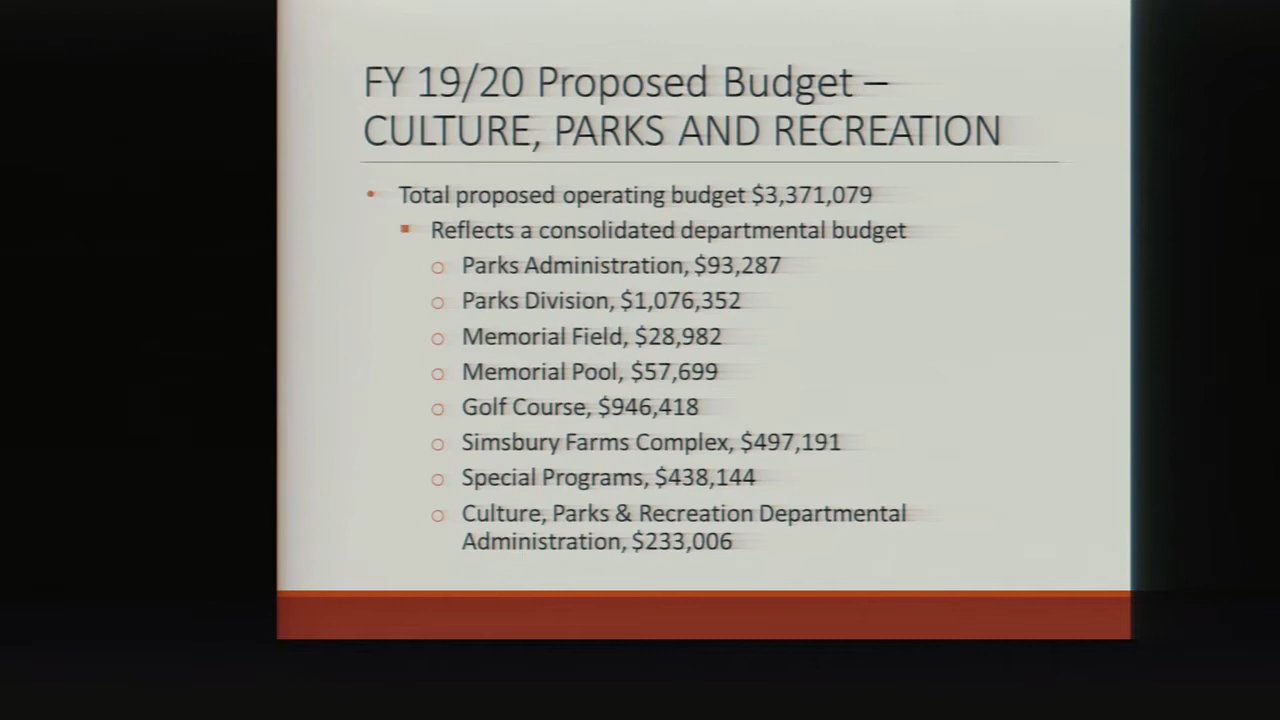 FY 19/20 Proposed Budget –
CULTURE, PARKS AND RECREATION
Total proposed operating budget $3,371,079
Reflects a consolidated departmental budget
Parks Administration, $93,287
Parks Division, $1,076,352
Memorial Field, $28,982
Memorial Pool, $57,699
Golf Course, $946,418
Simsbury Farms Complex, $497,191
Special Programs, $438,144
Culture, Parks & Recreation Departmental
Administration, $233,006